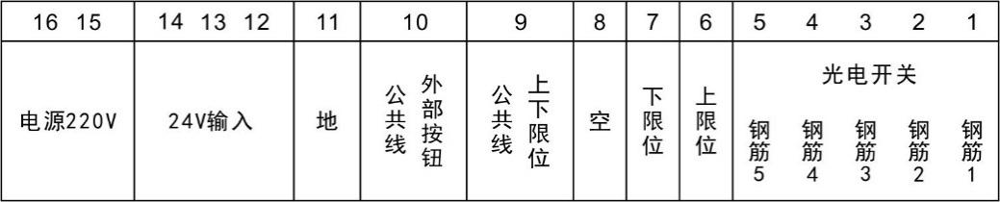 16 15 14 13 12 11 10 9 8 7 6 5 4 3 2 1
电源220V
24V输入
地
外部按钮
公共线
上下限位
公共线
空
下限位
上限位
光电开关
钢筋5
钢筋4
钢筋3
钢筋2
钢筋1